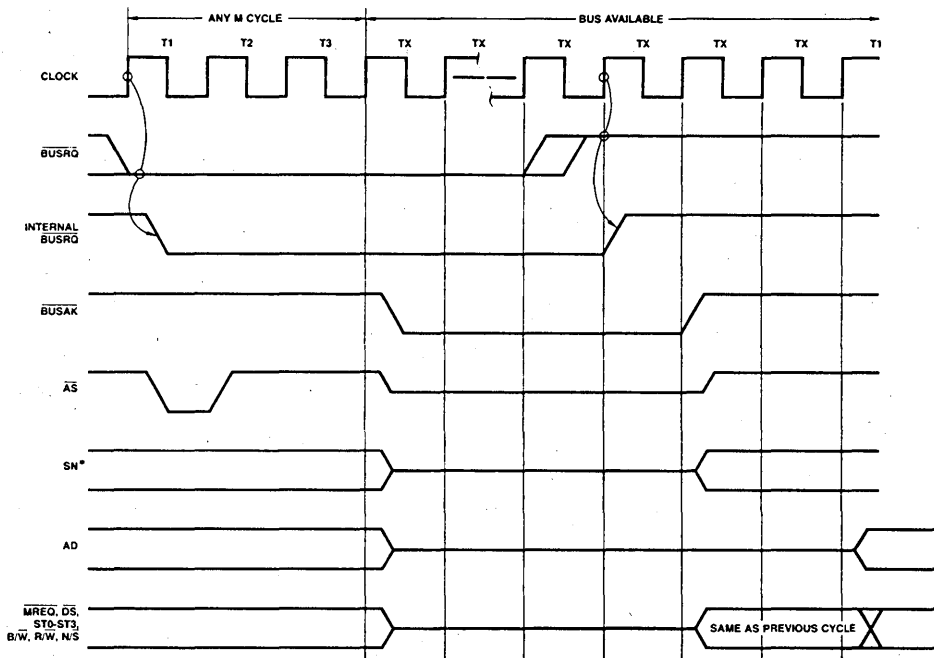 ANY M CYCLE BUS AVAILABLE
T1 T2 T3 TX TX TX TX TX TX T1
CLOCK
BUSRQ
INTERNAL
BUSRQ
BUSAK
AS
SN*
AD
MREQ, DS,
ST0-ST3,
B/W, R/W, N/S
SAME AS PREVIOUS CYCLE